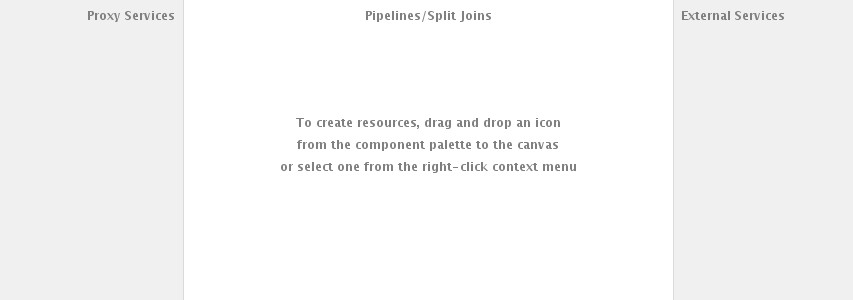 Proxy Services
Pipelines/Split Joins
External Services
To create resources, drag and drop an icon
from the component palette to the canvas
or select one from the right-click context menu